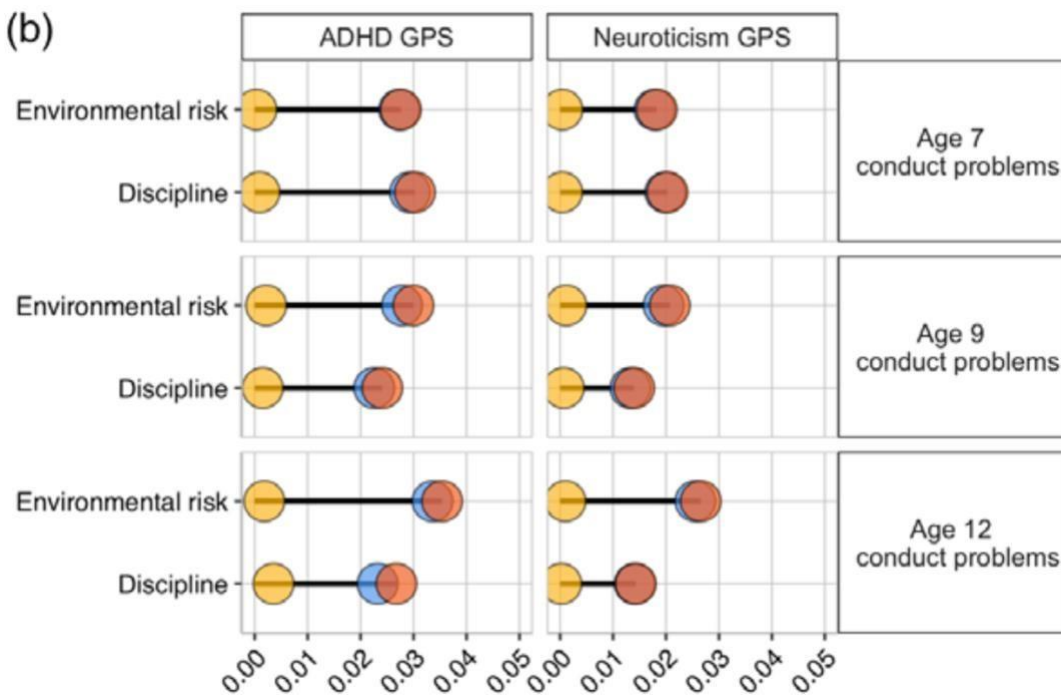 (b)
ADHD GPS
Neuroticism GPS
Environmental risk
Discipline
Age 7
conduct problems
Environmental risk
Discipline
Age 9
conduct problems
Environmental risk
Discipline
Age 12
conduct problems
0.00 0.01 0.02 0.03 0.04 0.05
0.00 0.01 0.02 0.03 0.04 0.05